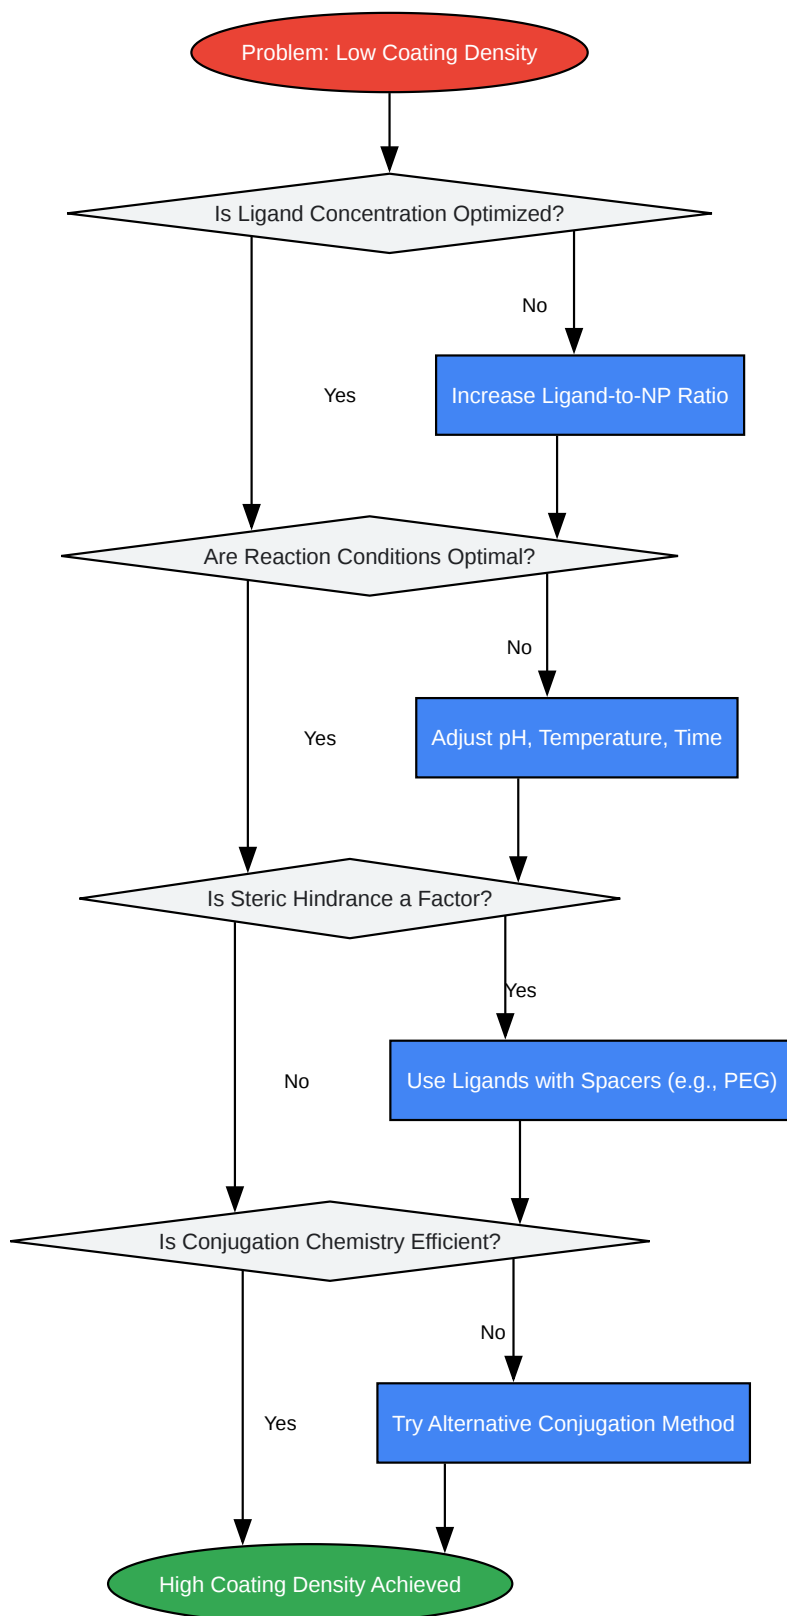 Problem: Low Coating Density
Is Ligand Concentration Optimized?
No
Increase Ligand-to-NP Ratio
Yes
Are Reaction Conditions Optimal?
No
Adjust pH, Temperature, Time
Yes
Is Steric Hindrance a Factor?
Yes
Use Ligands with Spacers (e.g., PEG)
No
Is Conjugation Chemistry Efficient?
No
Try Alternative Conjugation Method
Yes
High Coating Density Achieved